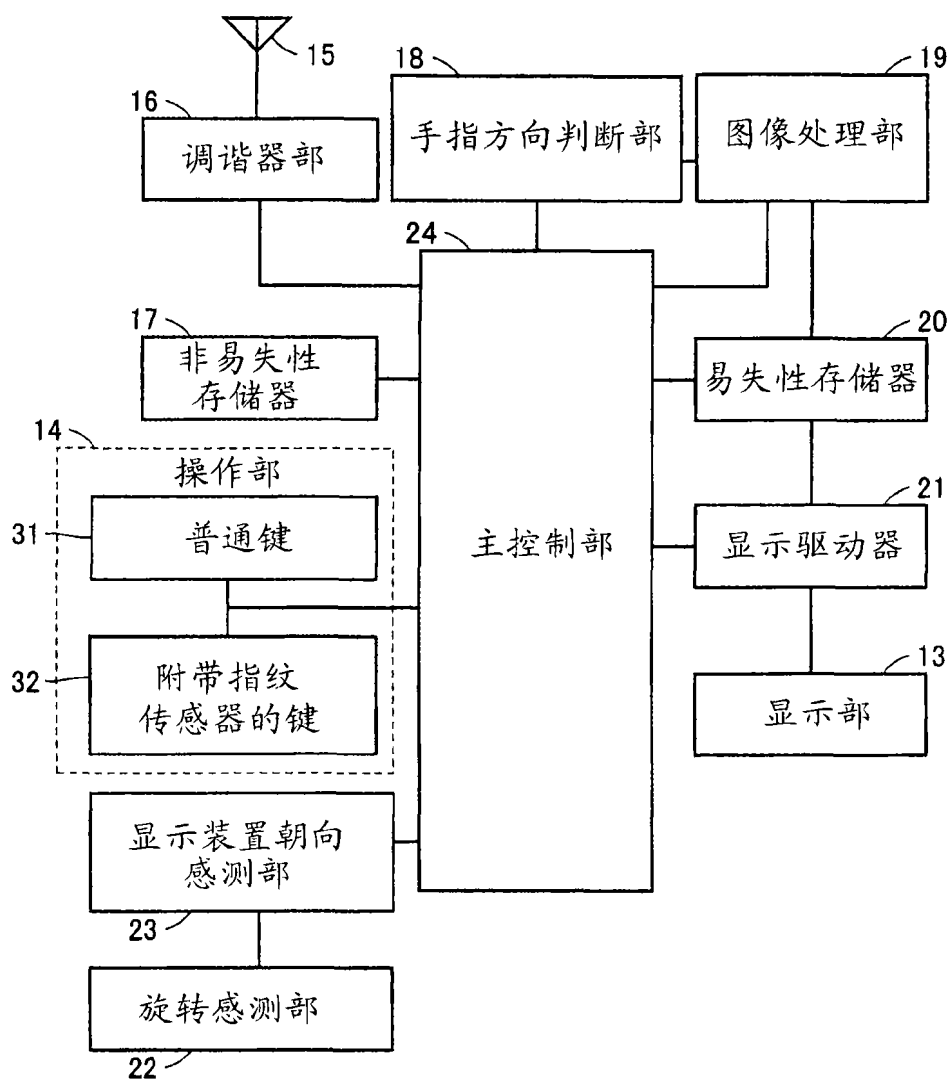 15
16
调谐器部
18
手指方向判断部
19
图像处理部
24
主控制部
17
非易失性
存储器
20
易失性存储器
14
操作部
31
普通键
21
显示驱动器
32
附带指纹
传感器的键
13
显示部
显示装置朝向
感测部
23
旋转感测部
22